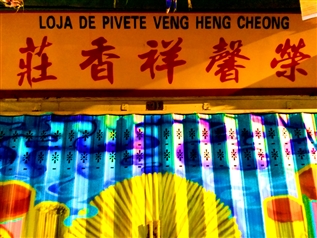 LOJA DE PIVETE VENG HENG CHEONG
莊香祥馨榮